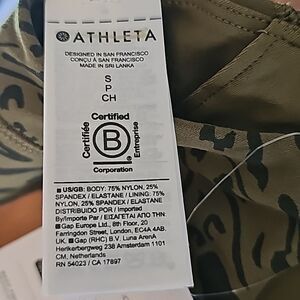 ATHLETA
DESIGNED IN SAN FRANCISCO
CONÇU À SAN FRANCISCO
MADE IN SRI LANKA
S
P
CH
Certified
Certifiée
B
Entreprise
Corporation
US/GB: BODY: 75% NYLON, 25%
SPANDEX / ELASTANE / LINING: 75%
NYLON, 25% SPANDEX / ELASTANE
DISTRIBUIDO POR / Imported
By/Importado Par / ΕΙΣΑΓΕΤΑΙ ΑΠΟ ΤΗΝ:
Gap Europe Ltd., 8th Floor, 20
Farringdon Street, London, EC4A 4AB,
UK. Gap (RHC) B.V. Luna ArenA
Herikerbergweg 238 Amsterdam 1101
CM, Netherlands
RN 54023 / CA 17897